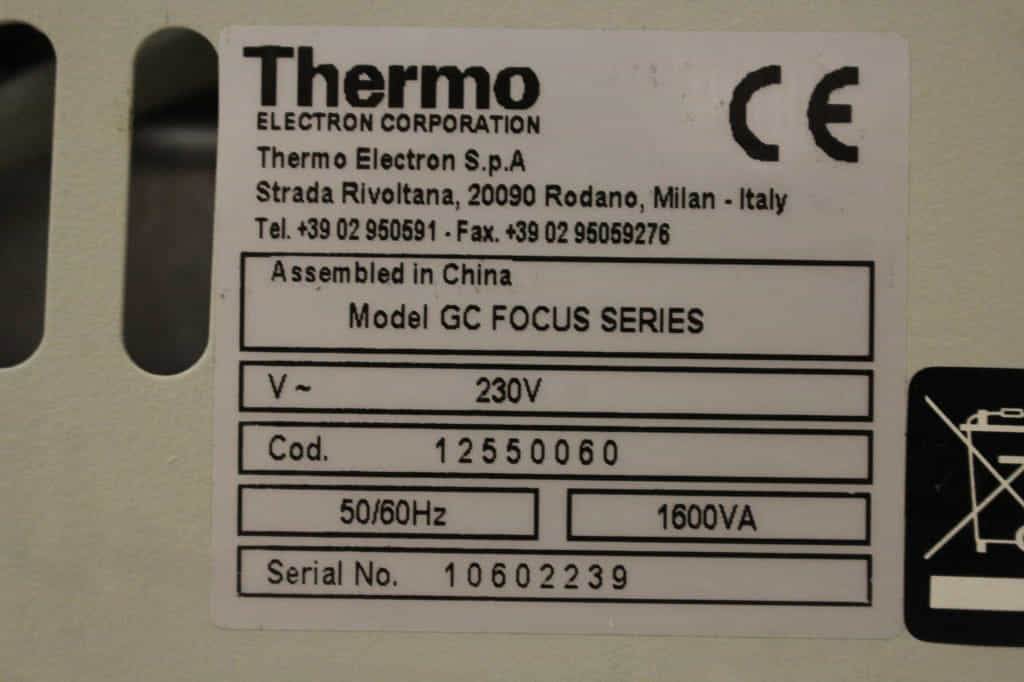 Thermo
ELECTRON CORPORATION
Thermo Electron S.p.A
Strada Rivoltana, 20090 Rodano, Milan - Italy
Tel. +39 02 950591 - Fax. +39 02 95059276
Assembled in China
Model GC FOCUS SERIES
V ~ 230V
Cod. 12550060
50/60Hz 1600VA
Serial No. 10602239
CE